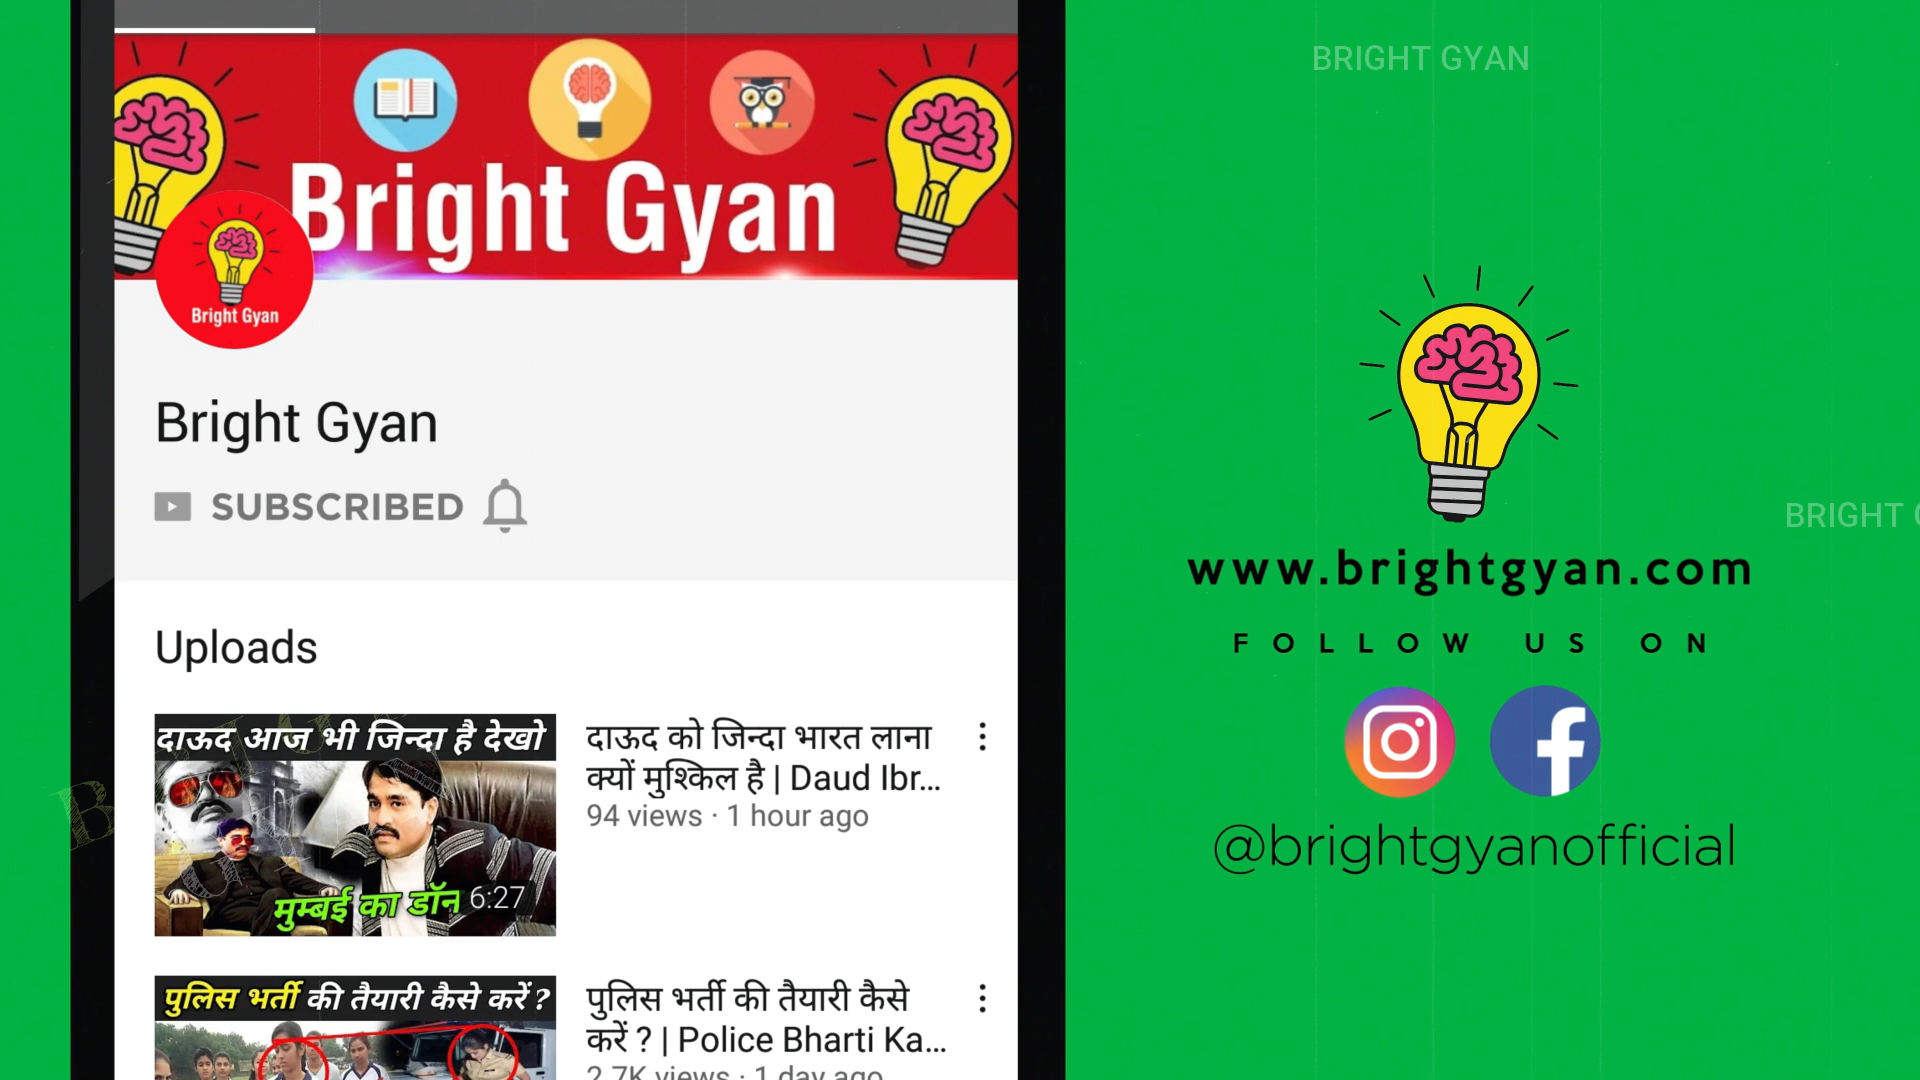 Bright Gyan
Bright Gyan
Bright Gyan
SUBSCRIBED
Uploads
दाऊद आज भी जिन्दा है देखो
मुम्बई का डॉन
6:27
दाऊद को जिन्दा भारत लाना
क्यों मुश्किल है | Daud Ibr...
94 views · 1 hour ago
पुलिस भर्ती की तैयारी कैसे करें ?
पुलिस भर्ती की तैयारी कैसे
करें ? | Police Bharti Ka...
2.7K views · 1 day ago
BRIGHT GYAN
BRIGHT
www.brightgyan.com
FOLLOW US ON
@brightgyanofficial